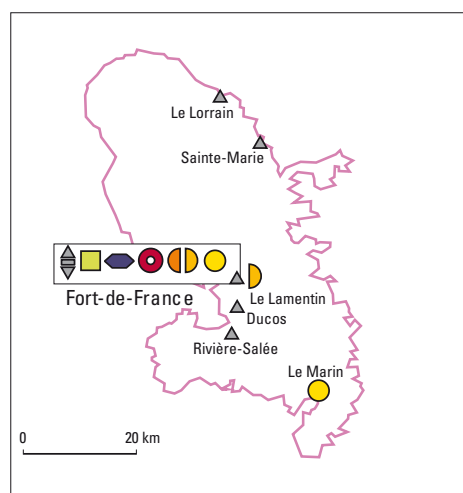 Le Lorrain
Sainte-Marie
Fort-de-France
Le Lamentin
Ducos
Rivière-Salée
Le Marin
0 20 km